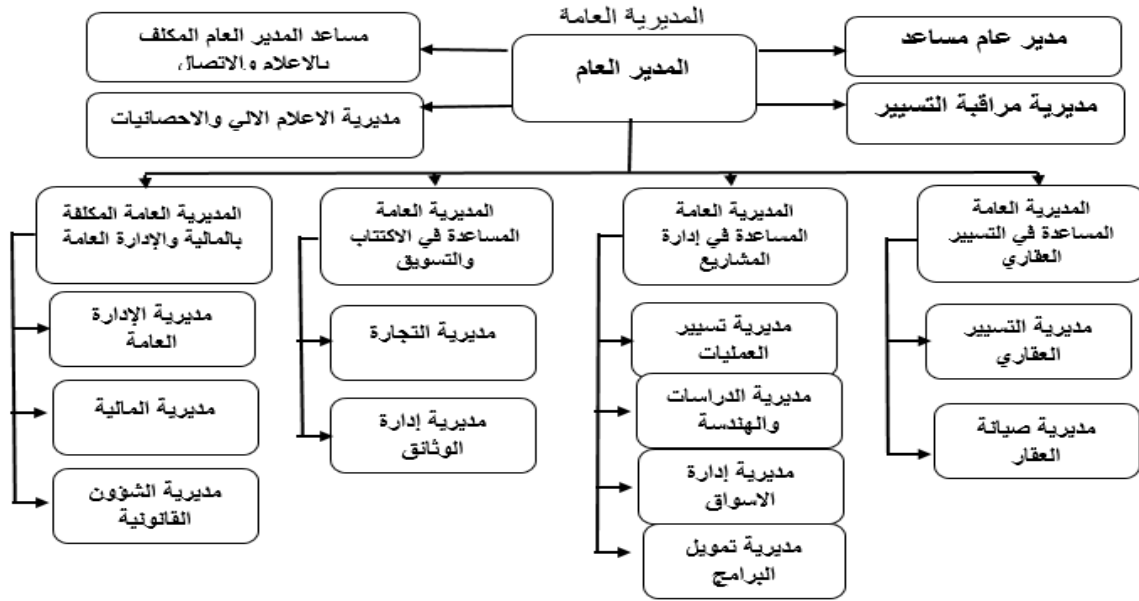 المديرية العامة
المدير العام
مدير عام مساعد
مديرية مراقبة التسيير
مساعد المدير العام المكلف
بالاعلام والاتصال
مديرية الاعلام الالي والاحصائيات
المديرية العامة
المساعدة في التسيير
العقاري
مديرية التسيير
العقاري
مديرية صيانة
العقار
المديرية العامة
المساعدة في إدارة
المشاريع
مديرية تسيير
العمليات
مديرية الدراسات
والهندسة
مديرية إدارة
الاسواق
مديرية تمويل
البرامج
المديرية العامة
المساعدة في الاكتتاب
والتسويق
مديرية التجارة
مديرية إدارة
الوثائق
المديرية العامة المكلفة
بالمالية والإدارة العامة
مديرية الإدارة
العامة
مديرية المالية
مديرية الشؤون
القانونية